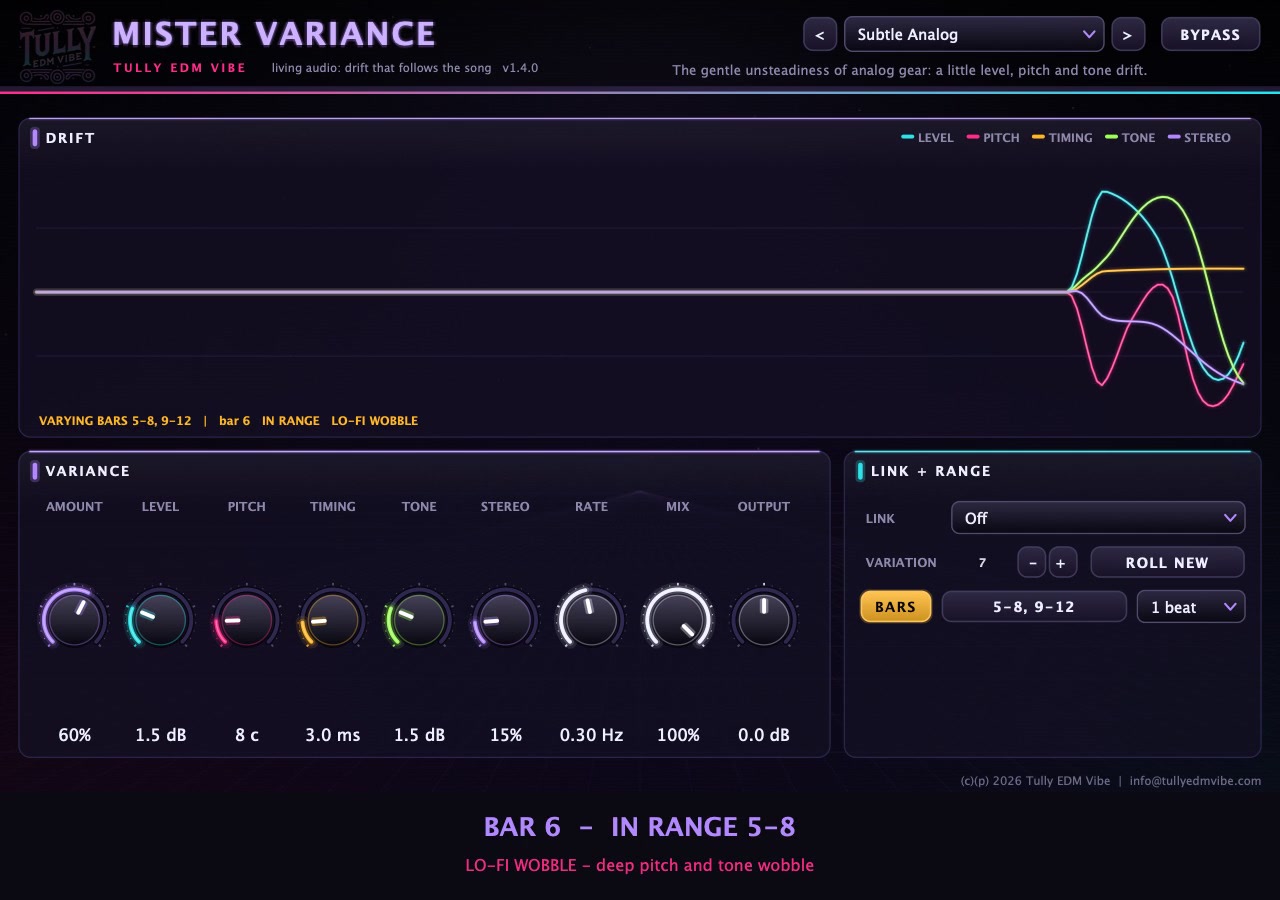 TULLY
EDM VIBE
MISTER VARIANCE
TULLY EDM VIBE living audio: drift that follows the song v1.4.0
< Subtle Analog > BYPASS
The gentle unsteadiness of analog gear: a little level, pitch and tone drift.
DRIFT
LEVEL PITCH TIMING TONE STEREO
VARYING BARS 5-8, 9-12 | bar 6 IN RANGE LO-FI WOBBLE
VARIANCE
AMOUNT LEVEL PITCH TIMING TONE STEREO RATE MIX OUTPUT
60% 1.5 dB 8 c 3.0 ms 1.5 dB 15% 0.30 Hz 100% 0.0 dB
LINK + RANGE
LINK Off
VARIATION 7 - + ROLL NEW
BARS 5-8, 9-12 1 beat
(c)(p) 2026 Tully EDM Vibe | info@tullyedmvibe.com
BAR 6 - IN RANGE 5-8
LO-FI WOBBLE - deep pitch and tone wobble